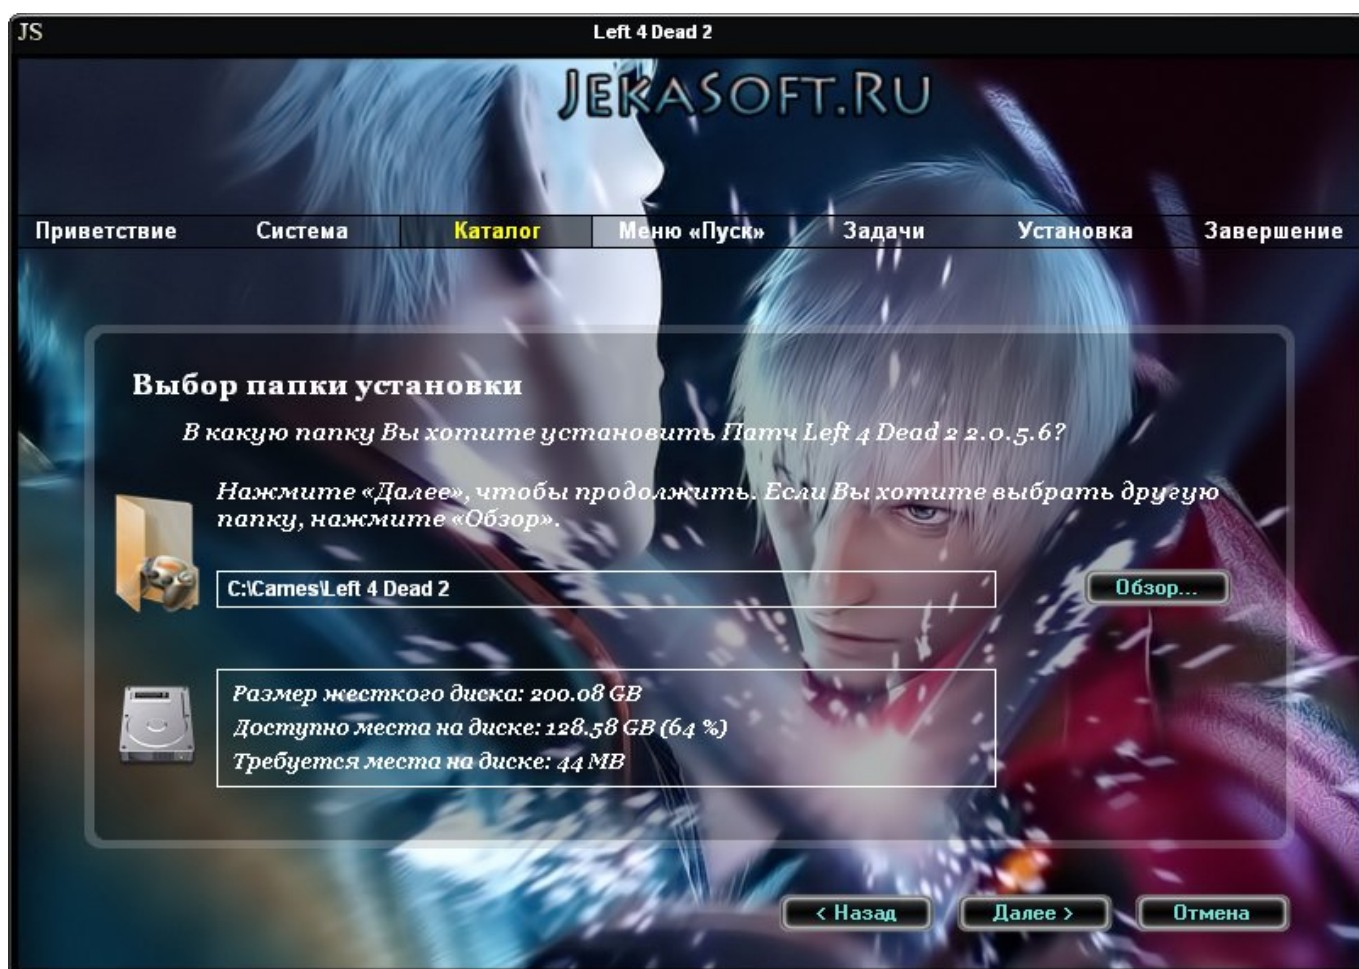 JS
Left 4 Dead 2
JEKASOFT.RU
Приветствие Система Каталог Меню «Пуск» Задачи Установка Завершение
Выбор папки установки
В какую папку Вы хотите установить Патч Left 4 Dead 2 2.0.5.6?
Нажмите «Далее», чтобы продолжить. Если Вы хотите выбрать другую
папку, нажмите «Обзор».
C:\Games\Left 4 Dead 2
Обзор...
Размер жесткого диска: 200.08 GB
Доступно места на диске: 128.58 GB (64 %)
Требуется места на диске: 44 MB
< Назад Далее > Отмена